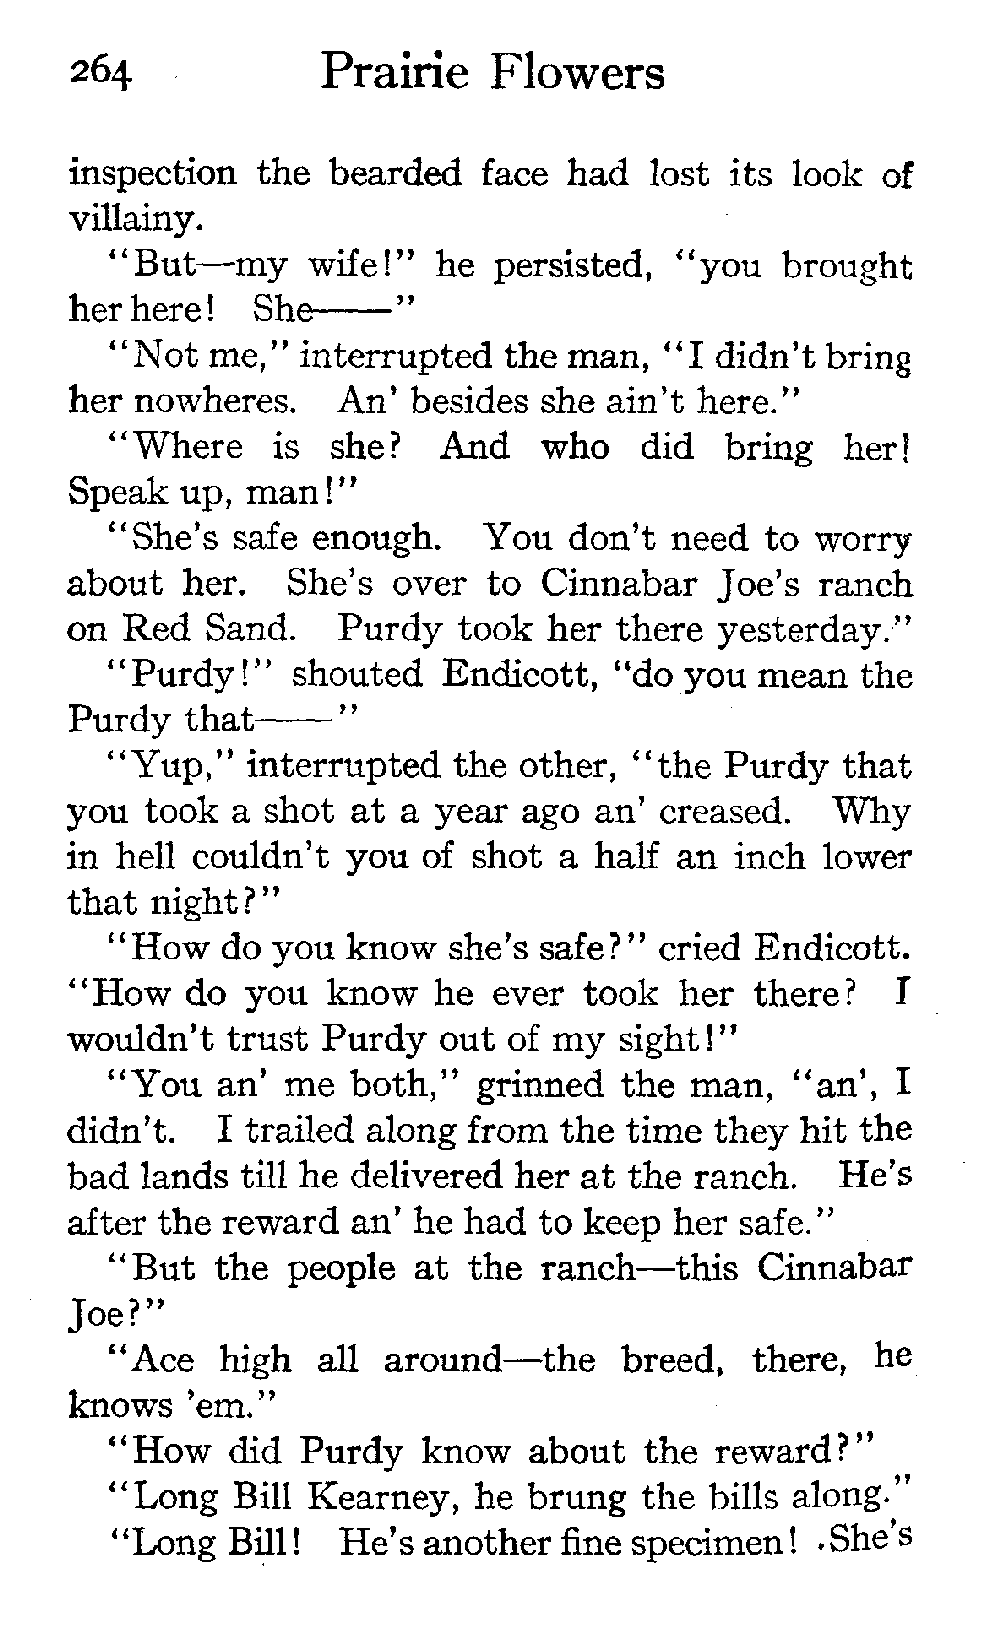 264 Prairie Flowers
inspection the bearded face had lost its look of
villainy.
"But—my wife!" he persisted, "you brought
her here! She——"
"Not me," interrupted the man, "I didn't bring
her nowheres. An' besides she ain't here."
"Where is she? And who did bring her!
Speak up, man!"
"She's safe enough. You don't need to worry
about her. She's over to Cinnabar Joe's ranch
on Red Sand. Purdy took her there yesterday."
"Purdy!" shouted Endicott, "do you mean the
Purdy that——"
"Yup," interrupted the other, "the Purdy that
you took a shot at a year ago an' creased. Why
in hell couldn't you of shot a half an inch lower
that night?"
"How do you know she's safe?" cried Endicott.
"How do you know he ever took her there? I
wouldn't trust Purdy out of my sight!"
"You an' me both," grinned the man, "an', I
didn't. I trailed along from the time they hit the
bad lands till he delivered her at the ranch. He's
after the reward an' he had to keep her safe."
"But the people at the ranch—this Cinnabar
Joe?"
"Ace high all around—the breed, there, he
knows 'em."
"How did Purdy know about the reward?"
"Long Bill Kearney, he brung the bills along."
"Long Bill! He's another fine specimen! She's